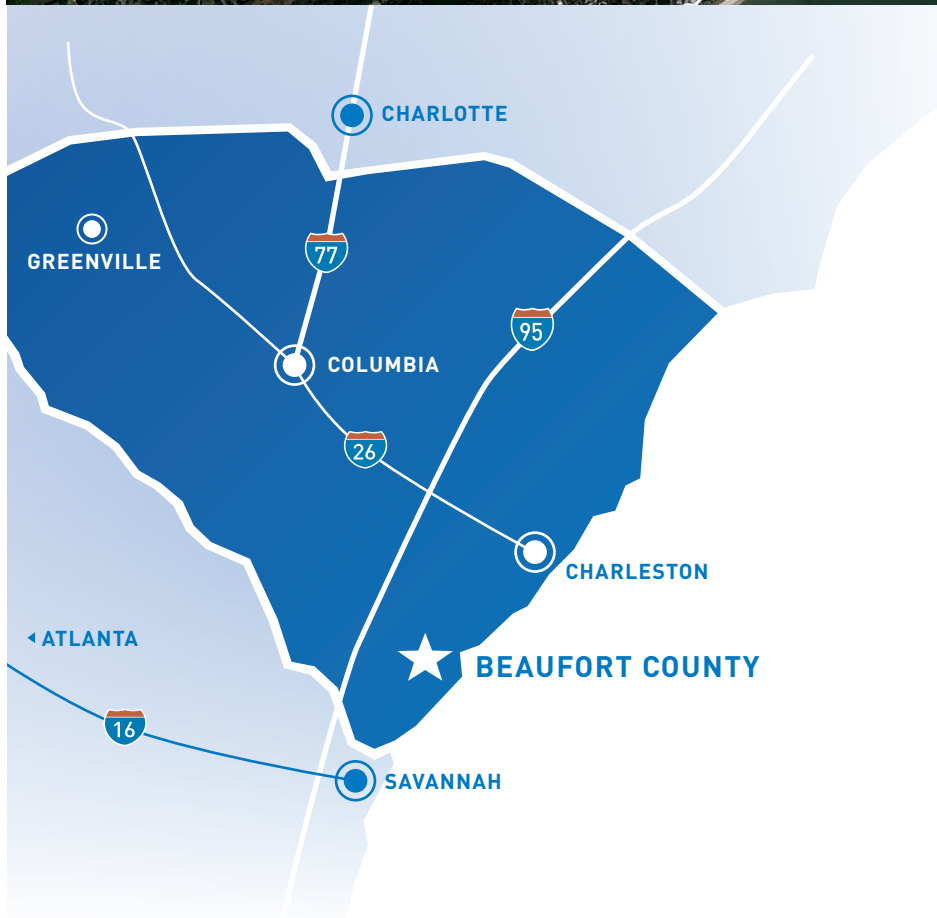 CHARLOTTE
GREENVILLE
77
95
COLUMBIA
26
CHARLESTON
ATLANTA
BEAUFORT COUNTY
16
SAVANNAH